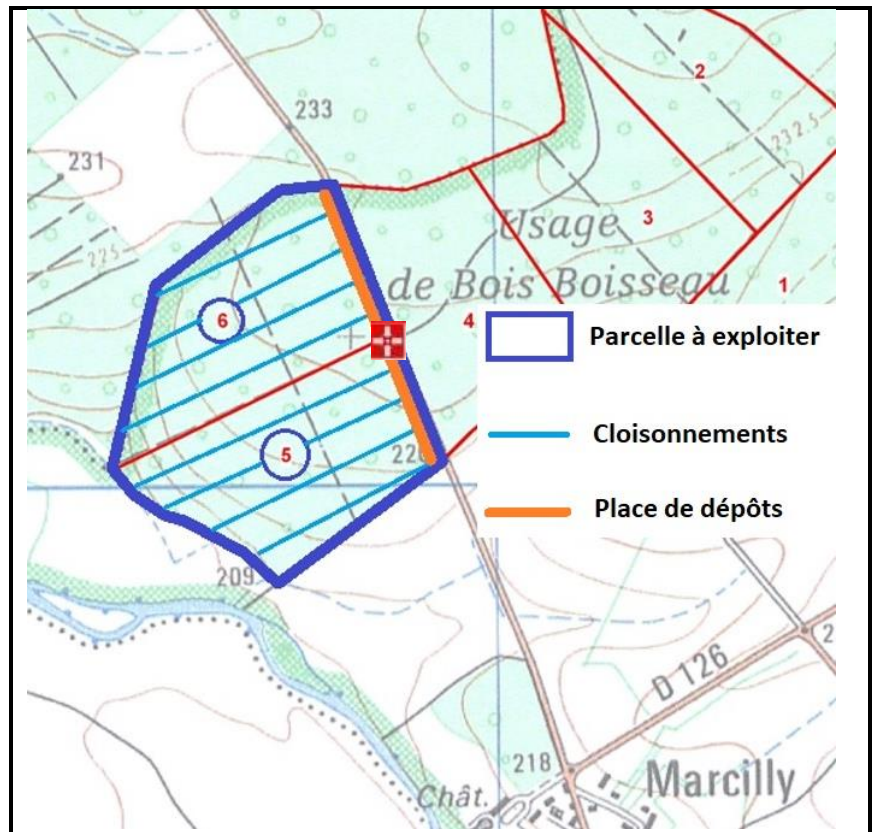 2
233
232.5
231
Usage
3
225
de Bois Boisseau
1
6
4
Parcelle à exploiter
Cloisonnements
5
Place de dépôts
209
D 126
2
218
Marcilly
Chât.